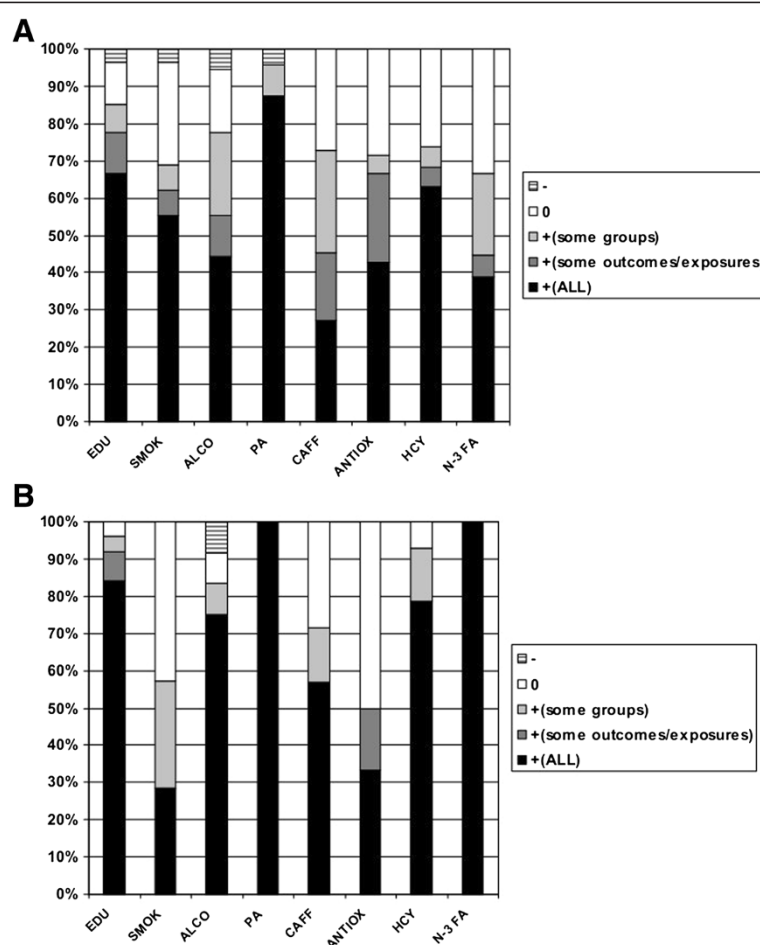 A
100%
90%
80%
70%
60%
50%
40%
30%
20%
10%
0%
EDU
SMOK
ALCO
PA
CAFF
ANTIOX
HCY
N-3 FA
-
0
+(some groups)
+(some outcomes/exposures
+(ALL)
B
100%
90%
80%
70%
60%
50%
40%
30%
20%
10%
0%
EDU
SMOK
ALCO
PA
CAFF
ANTIOX
HCY
N-3 FA
-
0
+(some groups)
+(some outcomes/exposures)
+(ALL)